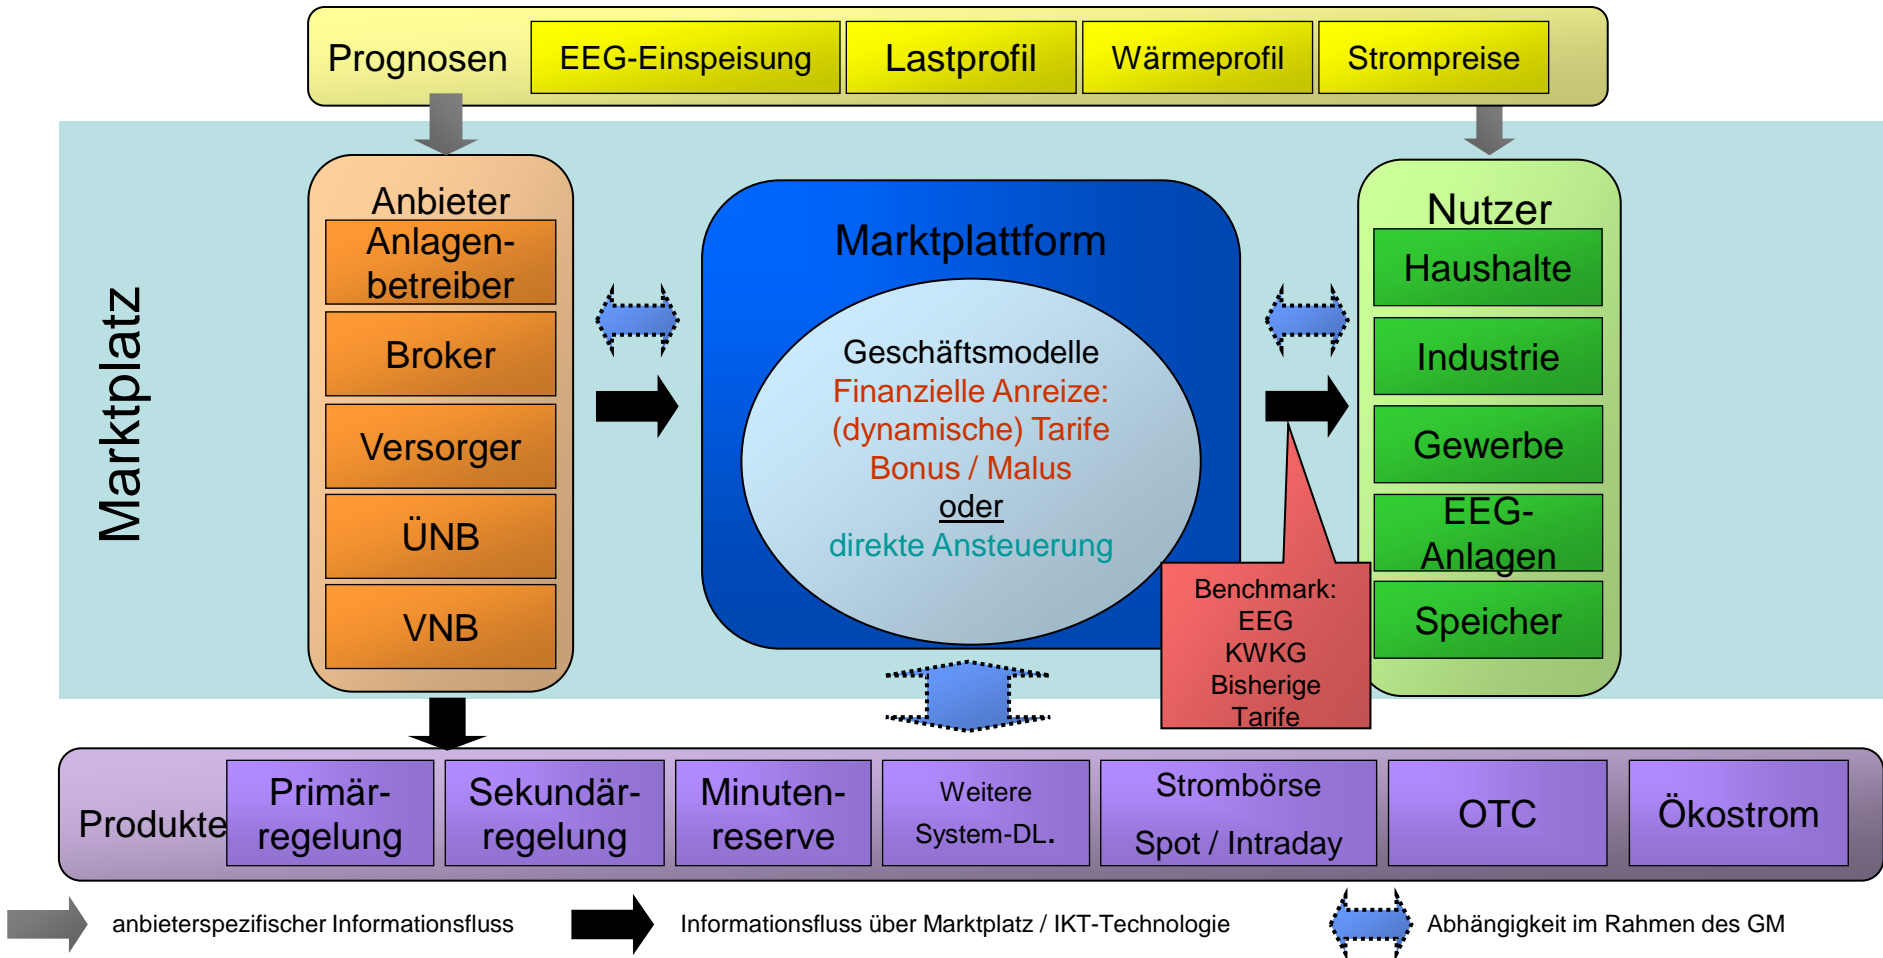 Prognosen
EEG-Einspeisung
Lastprofil
Wärmeprofil
Strompreise
Marktplatz
Anbieter
Anlagen-
betreiber
Broker
Versorger
ÜNB
VNB
Marktplattform
Geschäftsmodelle
Finanzielle Anreize:
(dynamische) Tarife
Bonus / Malus
oder
direkte Ansteuerung
Nutzer
Haushalte
Industrie
Gewerbe
EEG-
Anlagen
Speicher
Benchmark:
EEG
KWKG
Bisherige
Tarife
Produkte
Primär-
regelung
Sekundär-
regelung
Minuten-
reserve
Weitere
System-DL.
Strombörse
Spot / Intraday
OTC
Ökostrom
anbieterspezifischer Informationsfluss
Informationsfluss über Marktplatz / IKT-Technologie
Abhängigkeit im Rahmen des GM